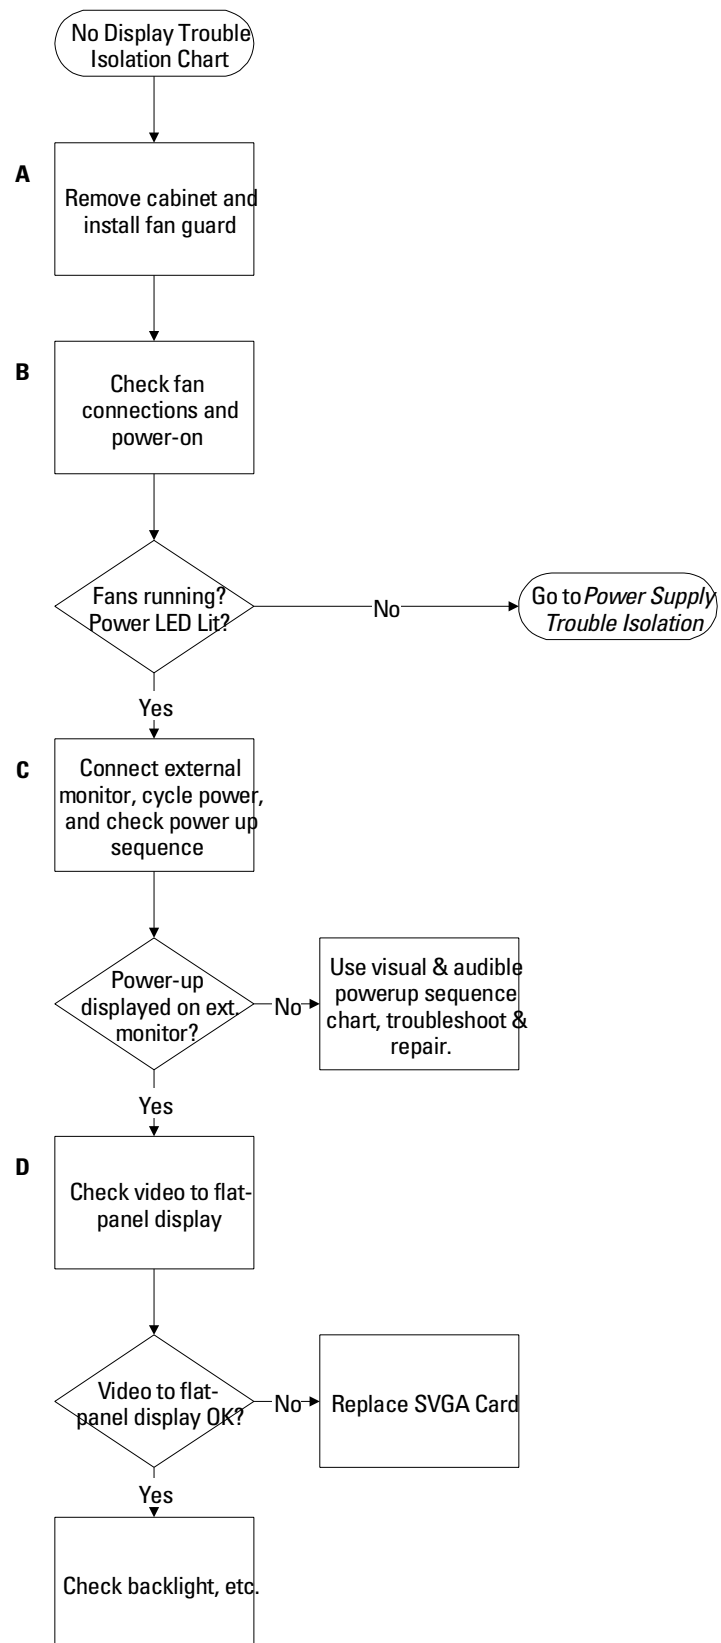 No Display Trouble
Isolation Chart
A
Remove cabinet and
install fan guard
B
Check fan
connections and
power-on
Fans running?
Power LED Lit?
No
Go to Power Supply
Trouble Isolation
Yes
C
Connect external
monitor, cycle power,
and check power up
sequence
Power-up
displayed on ext.
monitor?
No
Use visual & audible
powerup sequence
chart, troubleshoot &
repair.
Yes
D
Check video to flat-
panel display
Video to flat-
panel display OK?
No
Replace SVGA Card
Yes
Check backlight, etc.